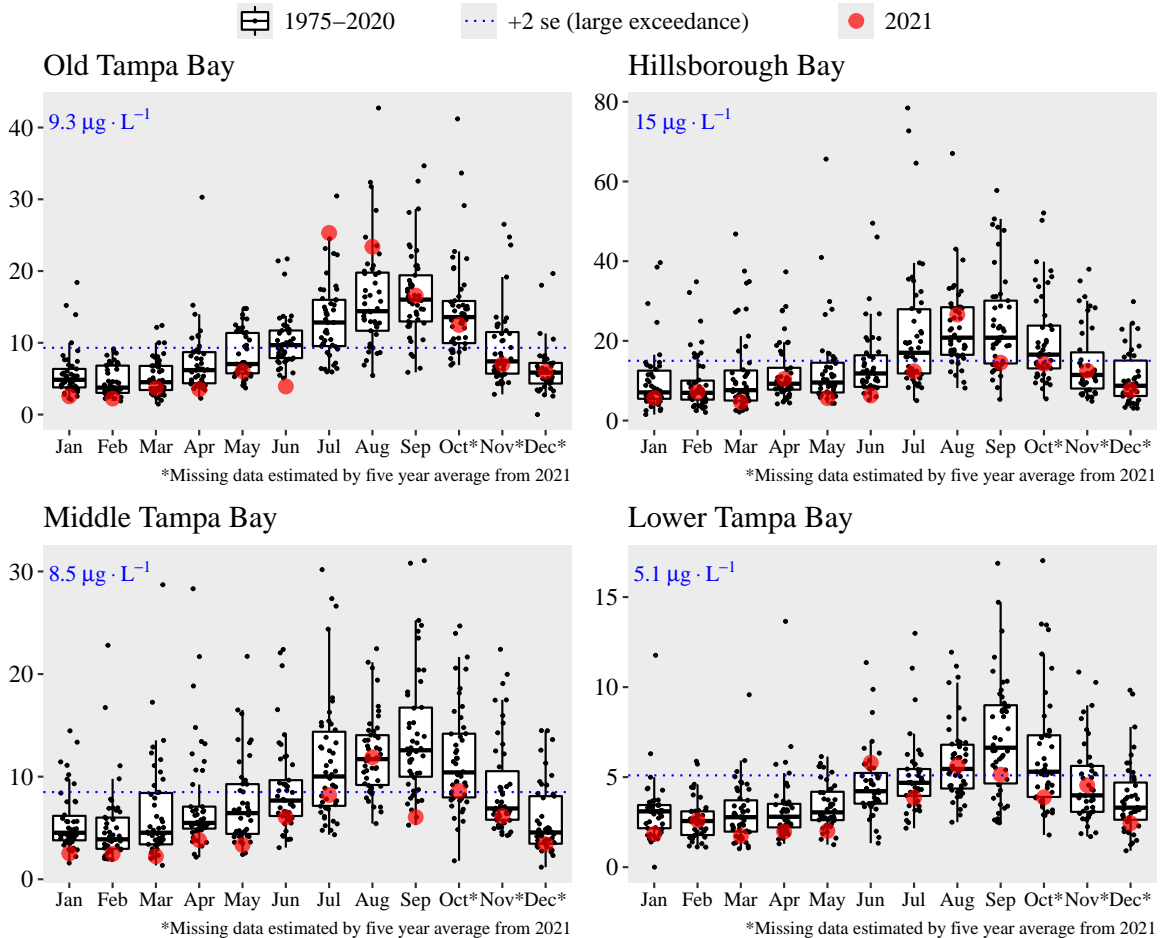 1975−2020 +2 se (large exceedance) 2021
Old Tampa Bay
9.3 μg · L−1
40
30
20
10
0
Jan Feb Mar Apr May Jun Jul Aug Sep Oct* Nov* Dec*
*Missing data estimated by five year average from 2021
Hillsborough Bay
15 μg · L−1
80
60
40
20
0
Jan Feb Mar Apr May Jun Jul Aug Sep Oct* Nov* Dec*
*Missing data estimated by five year average from 2021
Middle Tampa Bay
8.5 μg · L−1
30
20
10
0
Jan Feb Mar Apr May Jun Jul Aug Sep Oct* Nov* Dec*
*Missing data estimated by five year average from 2021
Lower Tampa Bay
5.1 μg · L−1
15
10
5
0
Jan Feb Mar Apr May Jun Jul Aug Sep Oct* Nov* Dec*
*Missing data estimated by five year average from 2021